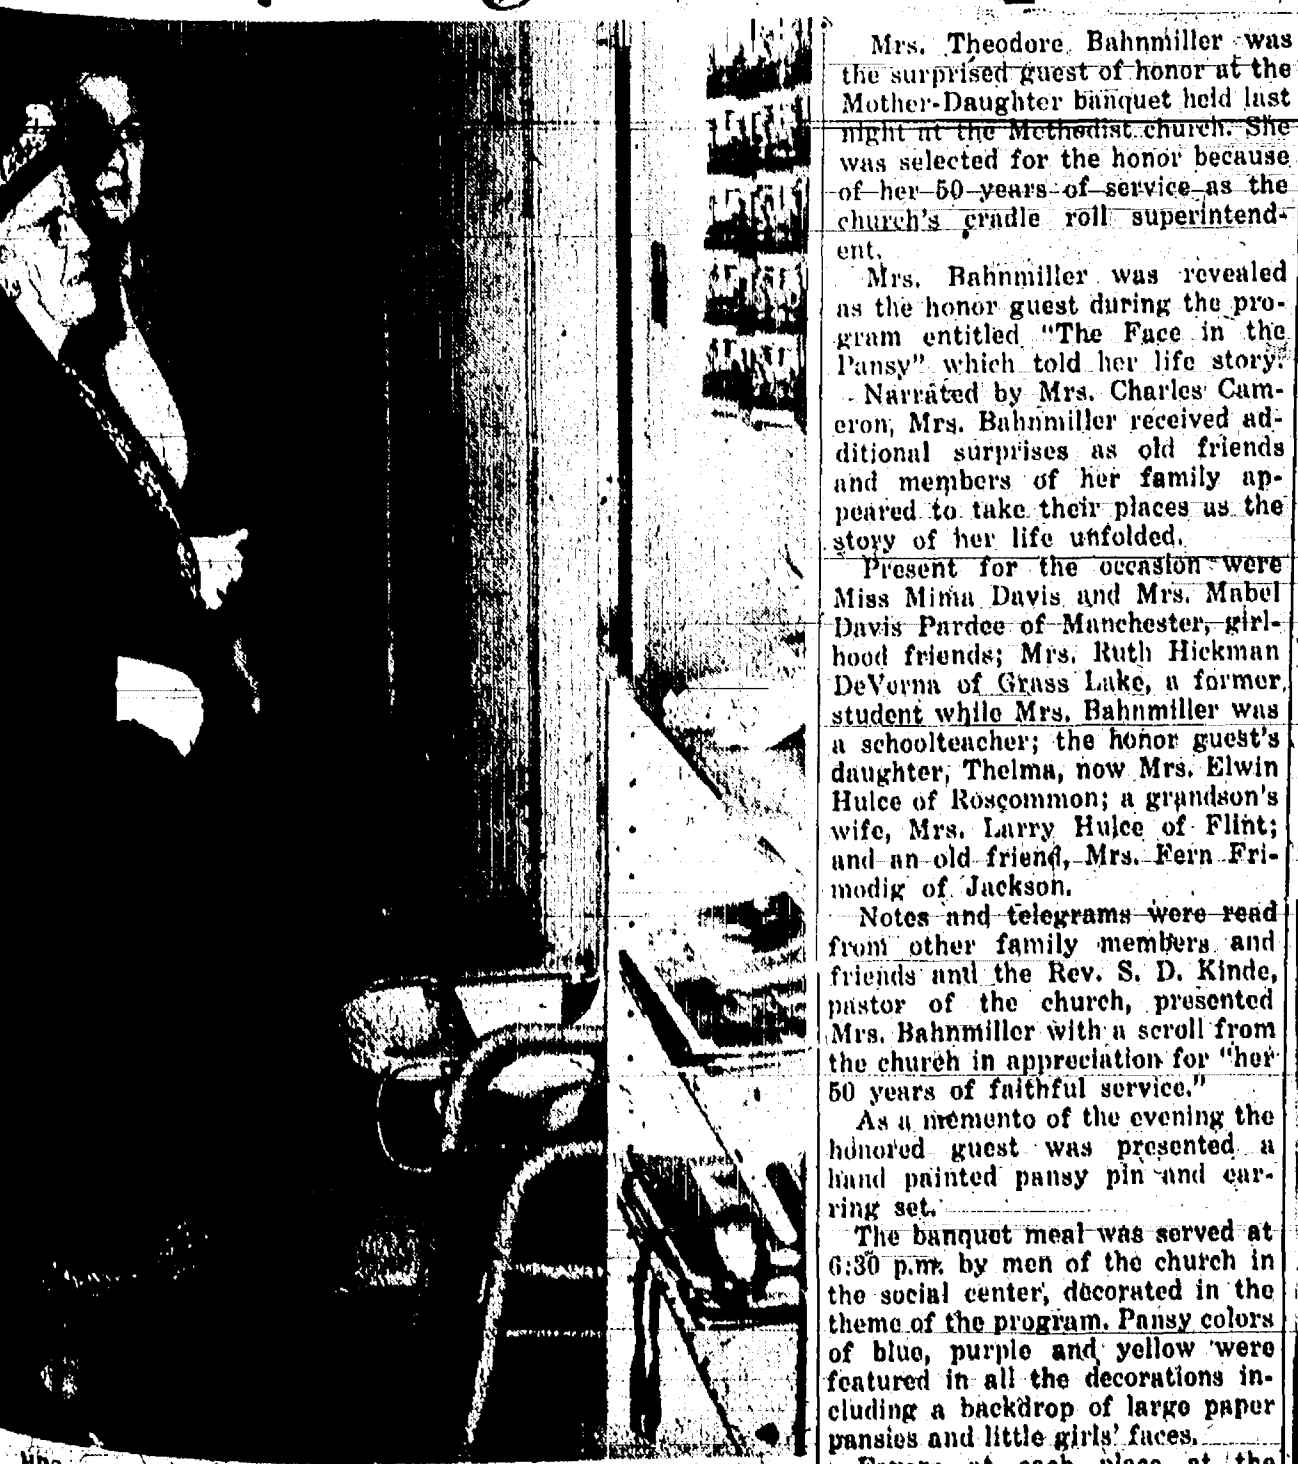 Mrs. Theodore Bahnmiller was
the surprised guest of honor at the
Mother-Daughter banquet held last
night at the Methodist church. She
was selected for the honor because
of her 50 years of service as the
church's cradle roll superintend-
ent.
Mrs. Bahnmiller was revealed
as the honor guest during the pro-
gram entitled "The Face in the
Pansy" which told her life story.
Narrated by Mrs. Charles Cam-
eron, Mrs. Bahnmiller received ad-
ditional surprises as old friends
and members of her family ap-
peared to take their places as the
story of her life unfolded.
Present for the occasion were
Miss Mima Davis and Mrs. Mabel
Davis Pardee of Manchester, girl-
hood friends; Mrs. Ruth Hickman
DeVerna of Grass Lake, a former
student while Mrs. Bahnmiller was
a schoolteacher; the honor guest's
daughter, Thelma, now Mrs. Elwin
Hulce of Roscommon; a grandson's
wife, Mrs. Larry Hulce of Flint;
and an old friend, Mrs. Fern Fri-
modig of Jackson.
Notes and telegrams were read
from other family members and
friends and the Rev. S. D. Kinde,
pastor of the church, presented
Mrs. Bahnmiller with a scroll from
the church in appreciation for "her
50 years of faithful service."
As a memento of the evening the
honored guest was presented a
hand painted pansy pin and ear-
ring set.
The banquet meal was served at
6:30 p.m. by men of the church in
the social center, decorated in the
theme of the program. Pansy colors
of blue, purple and yellow were
featured in all the decorations in-
cluding a backdrop of large paper
pansies and little girls' faces.
at each place at the